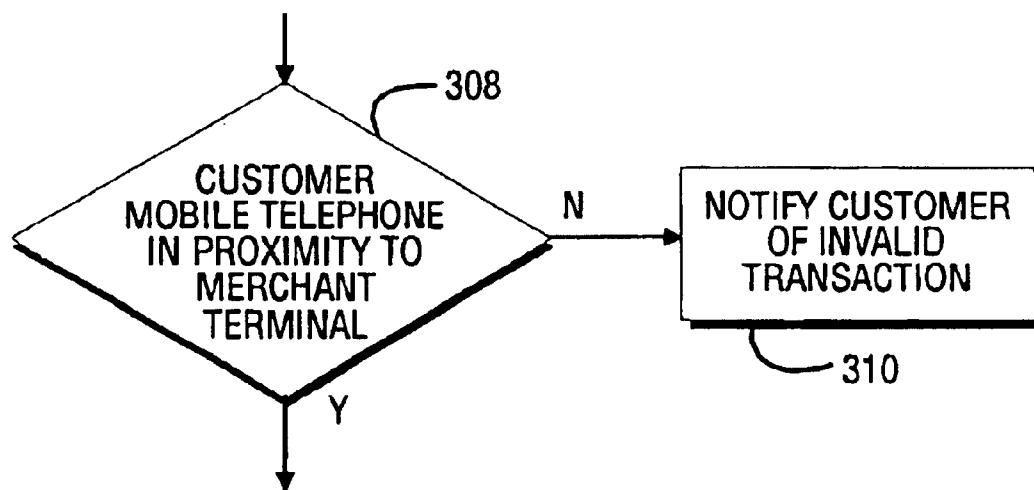 308
CUSTOMER
MOBILE TELEPHONE
IN PROXIMITY TO
MERCHANT
TERMINAL
N
NOTIFY CUSTOMER
OF INVALID
TRANSACTION
310
Y